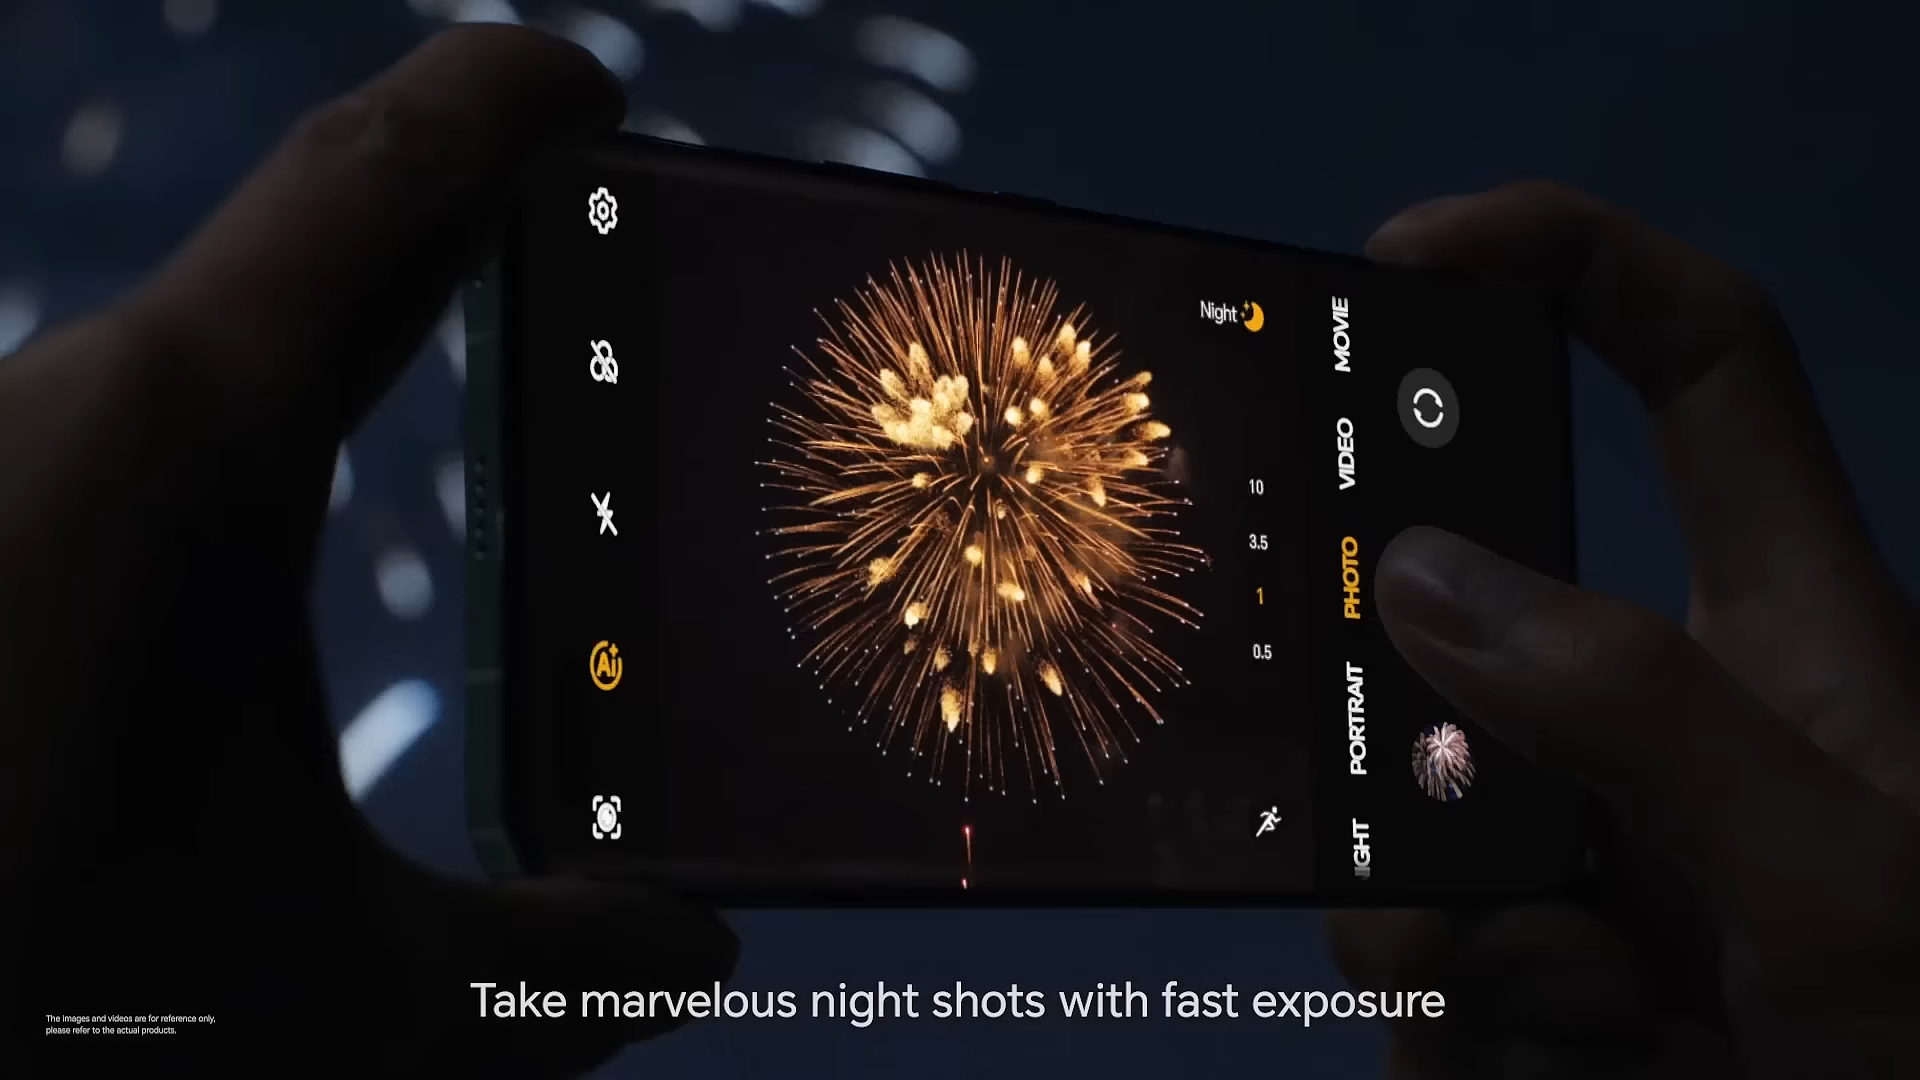 Night
10
3.5
1
0.5
MOVIE
VIDEO
PHOTO
PORTRAIT
IGHT
Ai
Take marvelous night shots with fast exposure
The images and videos are for reference only,
please refer to the actual products.